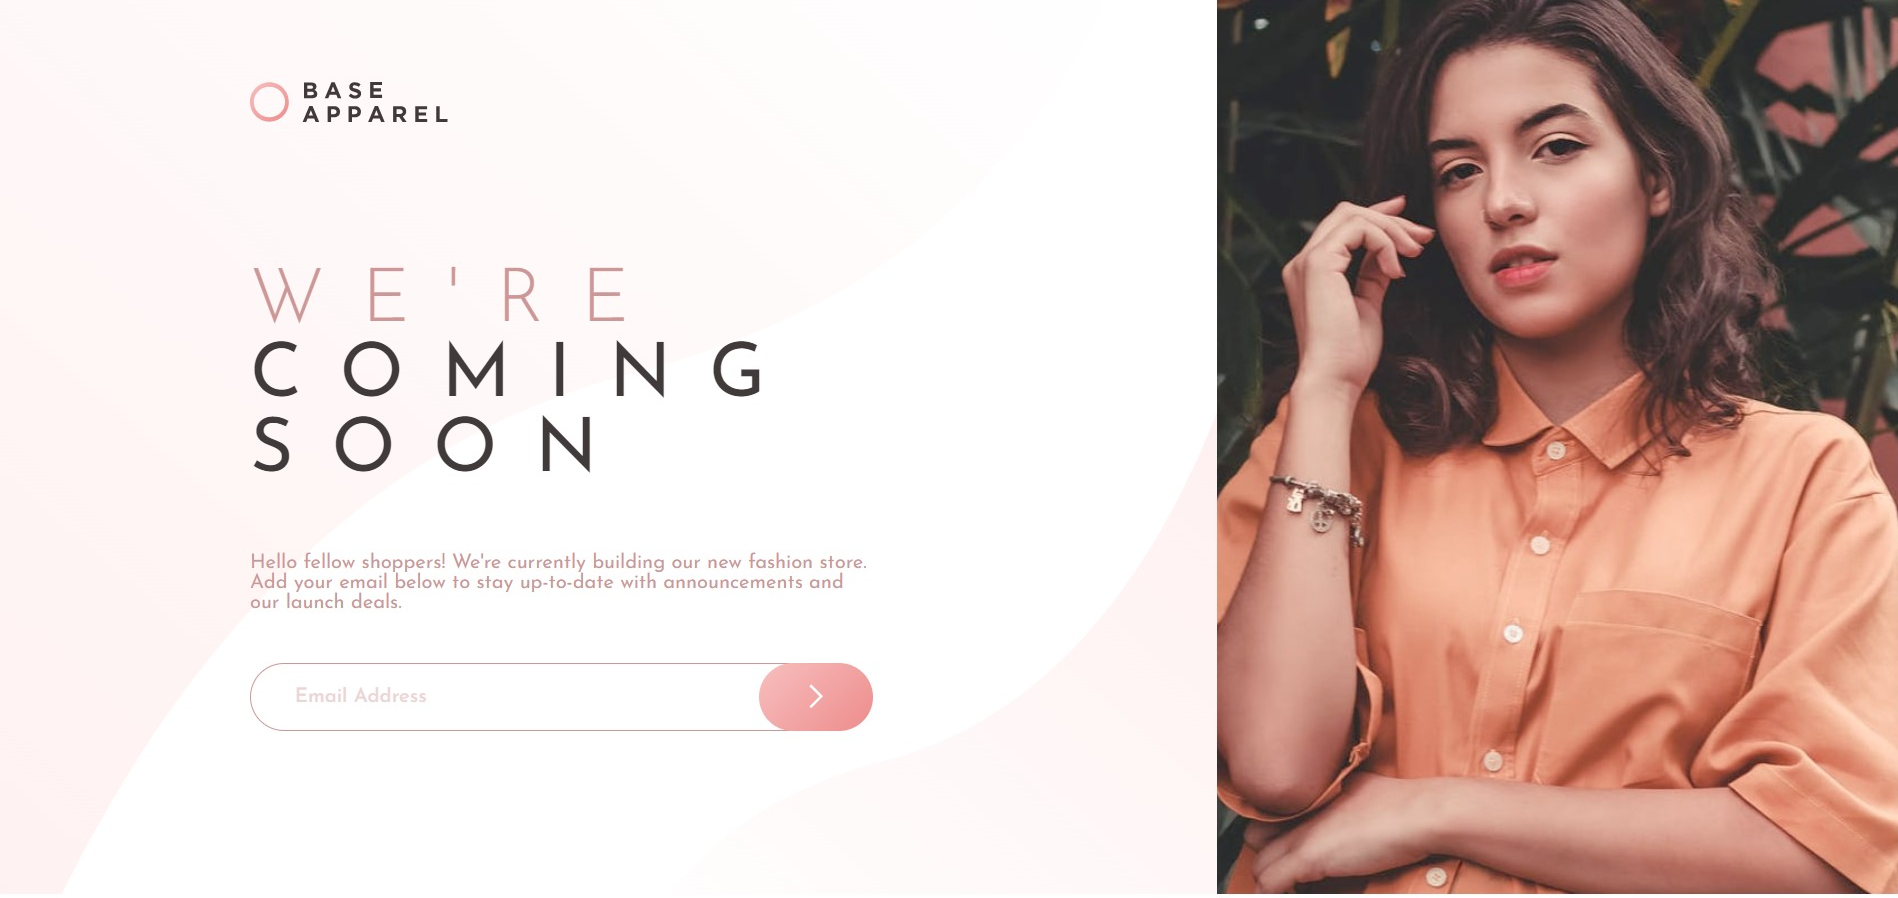 BASE
APPAREL
WE'RE
COMING
SOON
Hello fellow shoppers! We're currently building our new fashion store.
Add your email below to stay up-to-date with announcements and
our launch deals.
Email Address